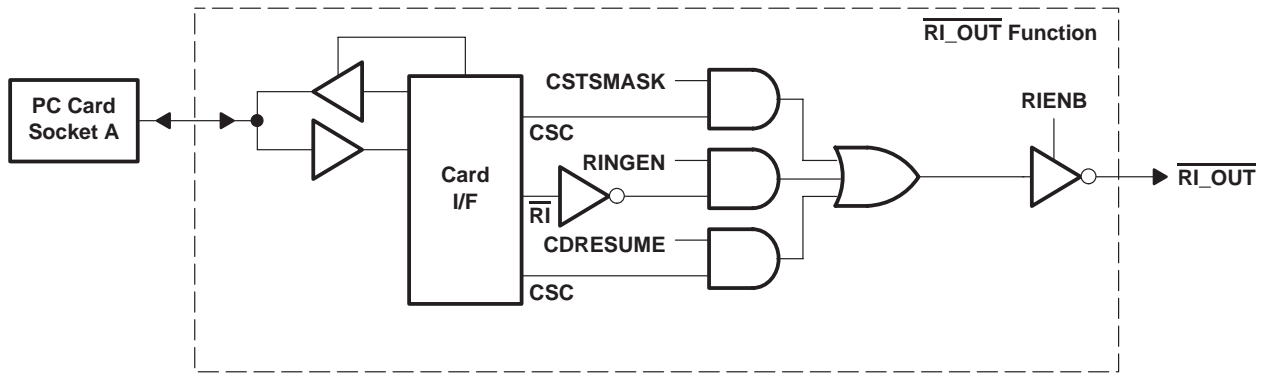 RI_OUT Function
PC Card
Socket A
CSTSMASK
CSC
RINGEN
RI
Card
I/F
CDRESUME
CSC
RIENB
RI_OUT